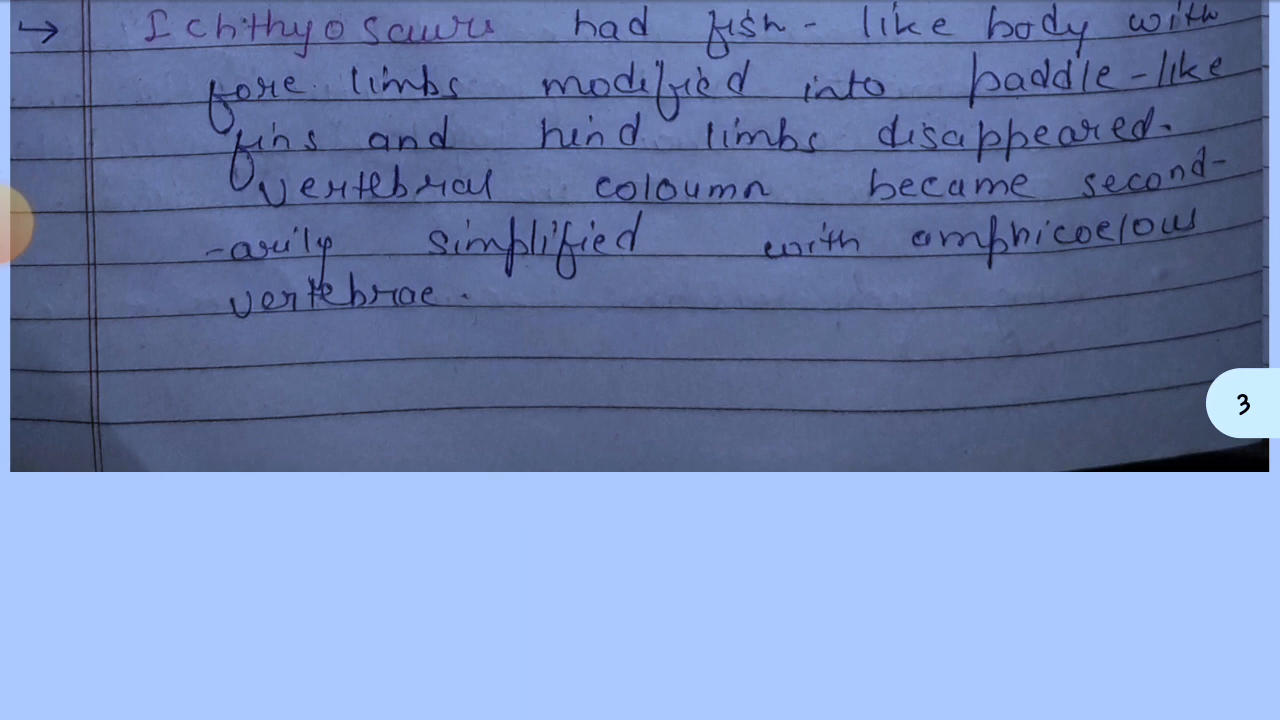 → Ichthyosaurs had fish-like body with
fore limbs modified into paddle-like
fins and hind limbs disappeared.
vertebral coloumn became second-
-arily simplified with amphicoelous
vertebrae.
3